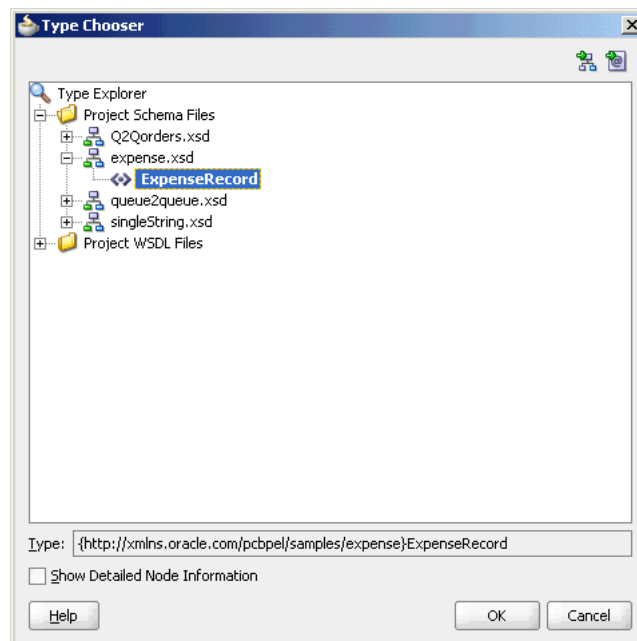 Type Chooser
Type Explorer
Project Schema Files
Q2Qorders.xsd
expense.xsd
ExpenseRecord
queue2queue.xsd
singleString.xsd
Project WSDL Files
Type: {http://xmlns.oracle.com/pcbpel/samples/expense}ExpenseRecord
Show Detailed Node Information
Help OK Cancel